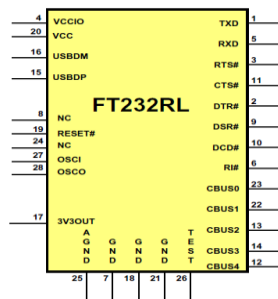 4 VCCIO TXD 1
20 VCC RXD 5
16 USBDM RTS# 3
15 USBDP CTS# 11
FT232RL
DTR# 2
8 NC DSR# 9
19 RESET# DCD# 10
24 NC
27 OSCI RI# 6
28 OSCO
CBUS0 23
CBUS1 22
17 3V3OUT CBUS2 13
CBUS3 14
CBUS4 12
AGND GND GND GND TEST
25 7 18 21 26